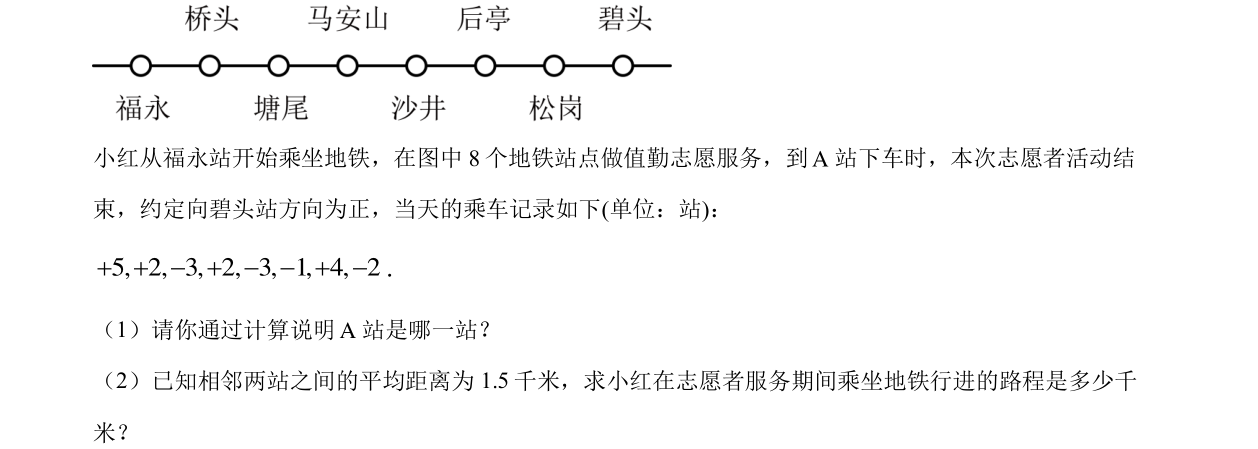 桥头 马安山 后亭 碧头
福永 塘尾 沙井 松岗
小红从福永站开始乘坐地铁，在图中 8 个地铁站点做值勤志愿服务，到 A 站下车时，本次志愿者活动结
束，约定向碧头站方向为正，当天的乘车记录如下(单位：站)：
+5,+2,−3,+2,−3,−1,+4,−2 .
（1）请你通过计算说明 A 站是哪一站？
（2）已知相邻两站之间的平均距离为 1.5 千米，求小红在志愿者服务期间乘坐地铁行进的路程是多少千
米？